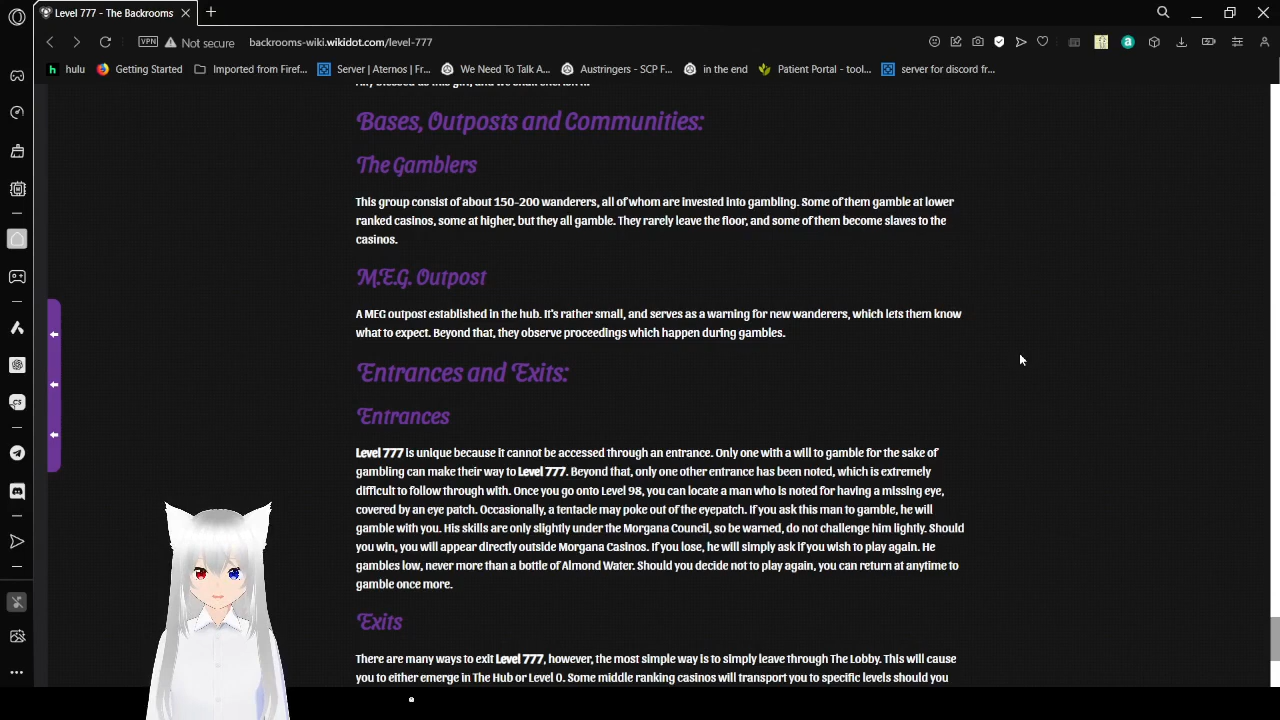 Level 777 - The Backrooms
VPN
Not secure
backrooms-wiki.wikidot.com/level-777
hulu
Getting Started
Imported from Firef...
Server | Aternos | Fr...
We Need To Talk A...
Austringers - SCP F...
in the end
Patient Portal - tool...
server for discord fr...
Bases, Outposts and Communities:
The Gamblers
This group consist of about 150-200 wanderers, all of whom are invested into gambling. Some of them gamble at lower
ranked casinos, some at higher, but they all gamble. They rarely leave the floor, and some of them become slaves to the
casinos.
M.E.G. Outpost
A MEG outpost established in the hub. It's rather small, and serves as a warning for new wanderers, which lets them know
what to expect. Beyond that, they observe proceedings which happen during gambles.
Entrances and Exits:
Entrances
Level 777 is unique because it cannot be accessed through an entrance. Only one with a will to gamble for the sake of
gambling can make their way to Level 777. Beyond that, only one other entrance has been noted, which is extremely
difficult to follow through with. Once you go onto Level 98, you can locate a man who is noted for having a missing eye,
covered by an eye patch. Occasionally, a tentacle may poke out of the eyepatch. If you ask this man to gamble, he will
gamble with you. His skills are only slightly under the Morgana Council, so be warned, do not challenge him lightly. Should
you win, you will appear directly outside Morgana Casinos. If you lose, he will simply ask if you wish to play again. He
gambles low, never more than a bottle of Almond Water. Should you decide not to play again, you can return at anytime to
gamble once more.
Exits
There are many ways to exit Level 777, however, the most simple way is to simply leave through The Lobby. This will cause
you to either emerge in The Hub or Level 0. Some middle ranking casinos will transport you to specific levels should you